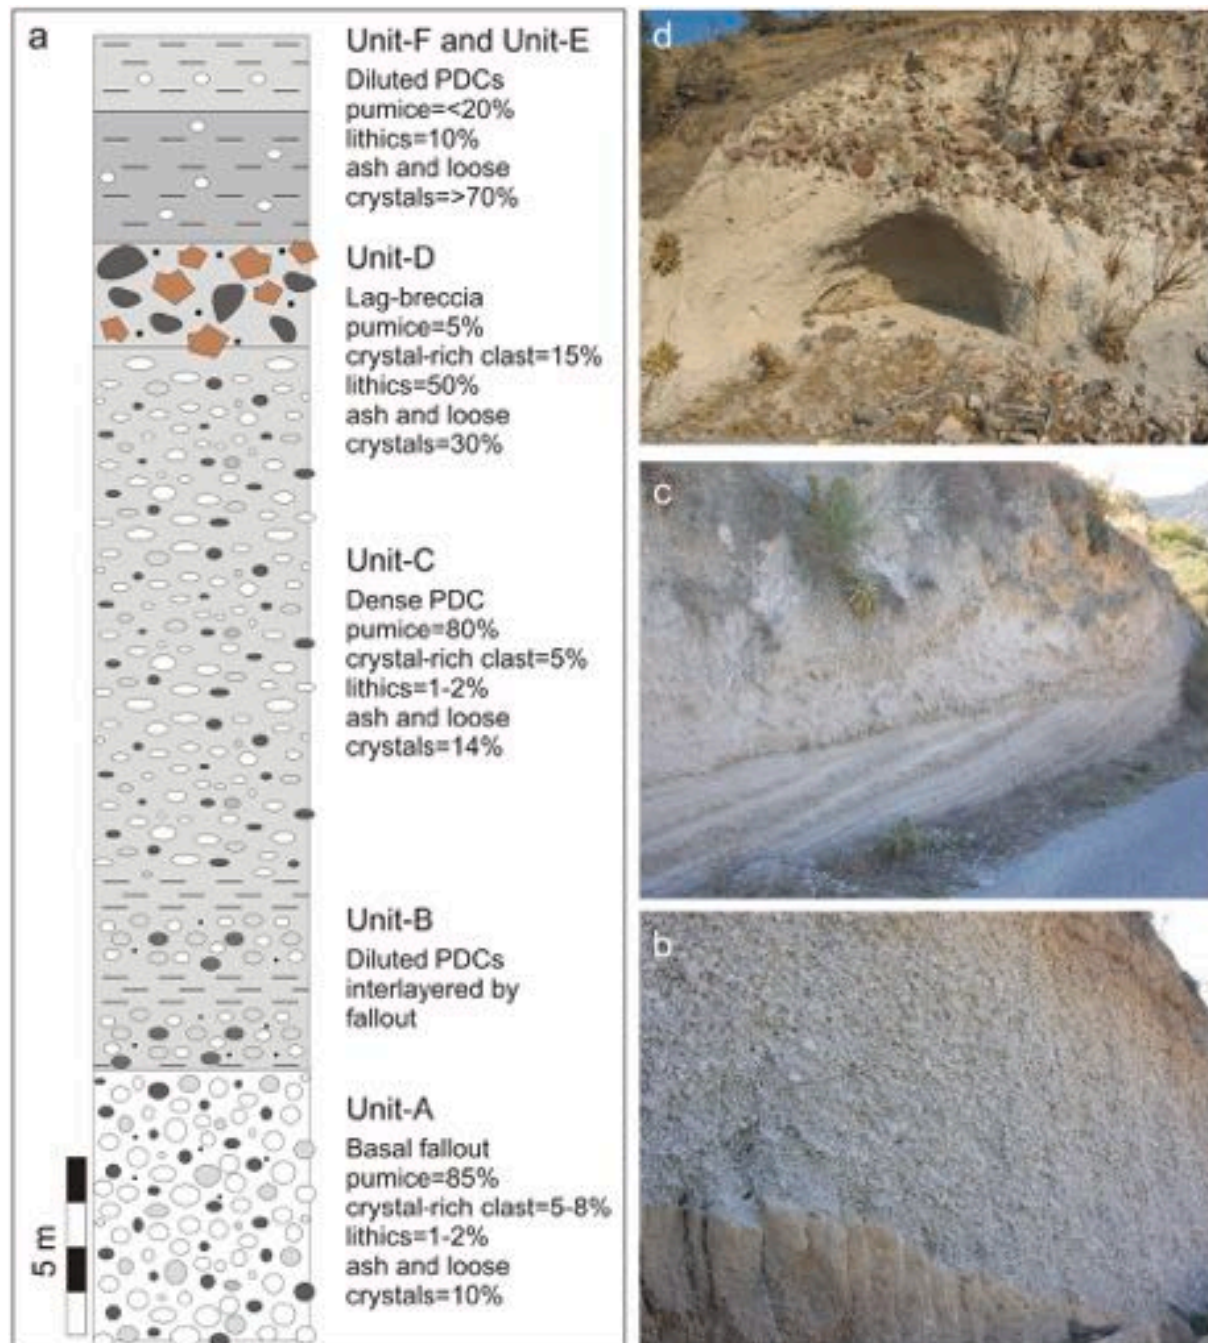 a
Unit-F and Unit-E
Diluted PDCs
pumice=<20%
lithics=10%
ash and loose
crystals=>70%
Unit-D
Lag-breccia
pumice=5%
crystal-rich clast=15%
lithics=50%
ash and loose
crystals=30%
Unit-C
Dense PDC
pumice=80%
crystal-rich clast=5%
lithics=1-2%
ash and loose
crystals=14%
Unit-B
Diluted PDCs
interlayered by
fallout
Unit-A
Basal fallout
pumice=85%
crystal-rich clast=5-8%
lithics=1-2%
ash and loose
crystals=10%
5 m
d
c
b